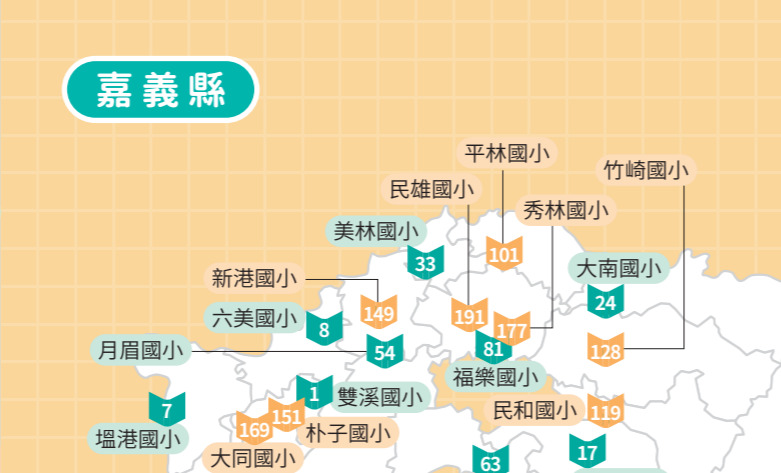 嘉義縣
平林國小
竹崎國小
民雄國小
秀林國小
美林國小
101
33
大南國小
新港國小
24
149
191
六美國小
8
177
月眉國小
54
81
128
福樂國小
1
雙溪國小
7
151
民和國小
119
169
朴子國小
塭港國小
大同國小
63
17